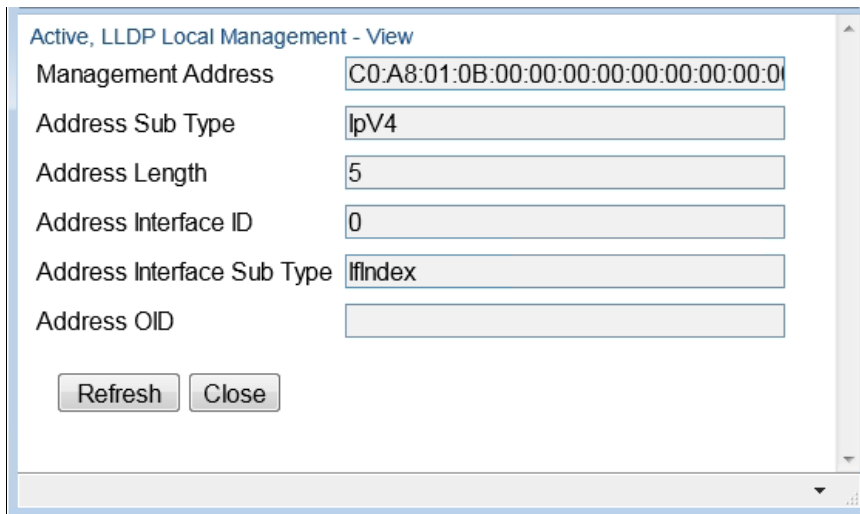 Active, LLDP Local Management - View
Management Address C0:A8:01:0B:00:00:00:00:00:00:00:0
Address Sub Type IpV4
Address Length 5
Address Interface ID 0
Address Interface Sub Type IfIndex
Address OID
Refresh Close